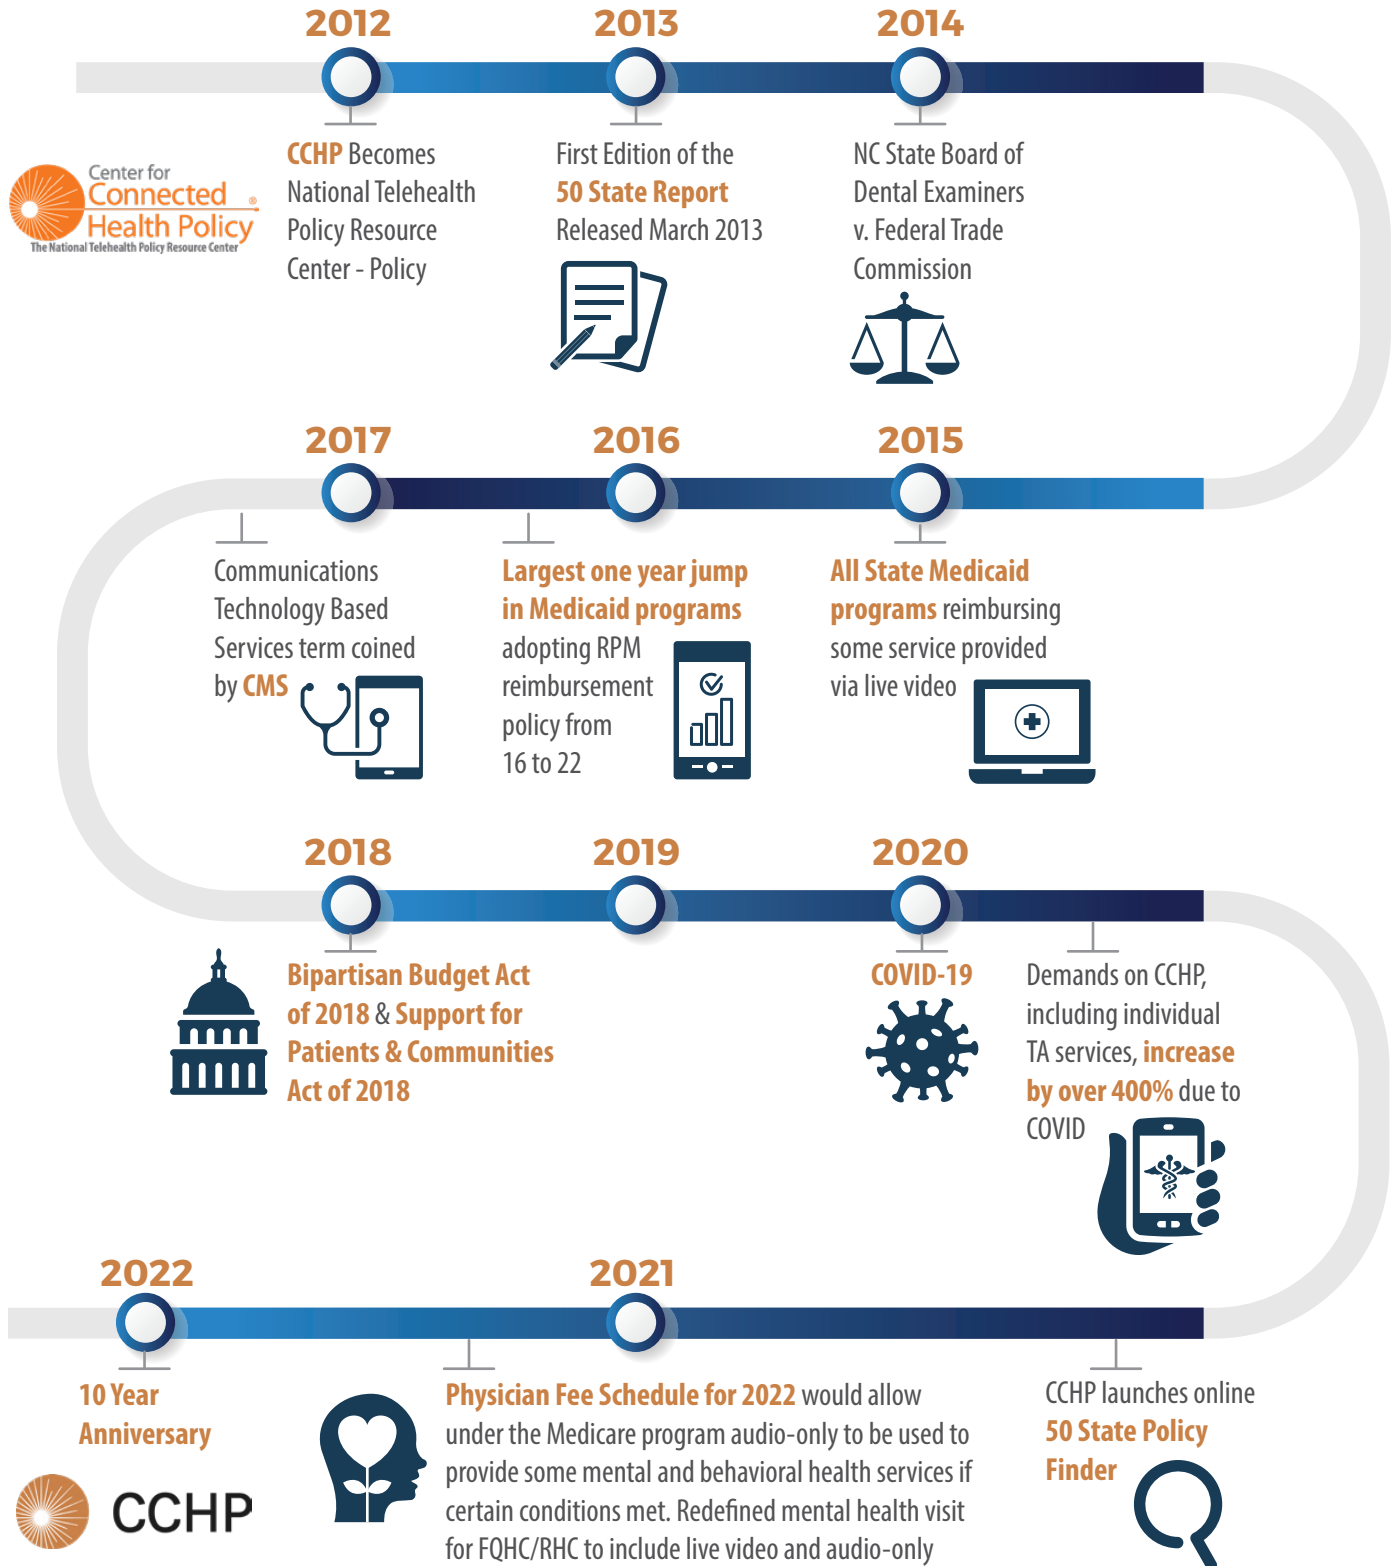 2012
2013
2014
Center for
Connected ®
Health Policy
The National Telehealth Policy Resource Center
CCHP Becomes
National Telehealth
Policy Resource
Center - Policy
First Edition of the
50 State Report
Released March 2013
NC State Board of
Dental Examiners
v. Federal Trade
Commission
2017
2016
2015
Communications
Technology Based
Services term coined
by CMS
Largest one year jump
in Medicaid programs
adopting RPM
reimbursement
policy from
16 to 22
All State Medicaid
programs reimbursing
some service provided
via live video
2018
2019
2020
Bipartisan Budget Act
of 2018 & Support for
Patients & Communities
Act of 2018
COVID-19
Demands on CCHP,
including individual
TA services, increase
by over 400% due to
COVID
2022
2021
10 Year
Anniversary
CCHP
Physician Fee Schedule for 2022 would allow
under the Medicare program audio-only to be used to
provide some mental and behavioral health services if
certain conditions met. Redefined mental health visit
for FQHC/RHC to include live video and audio-only
CCHP launches online
50 State Policy
Finder